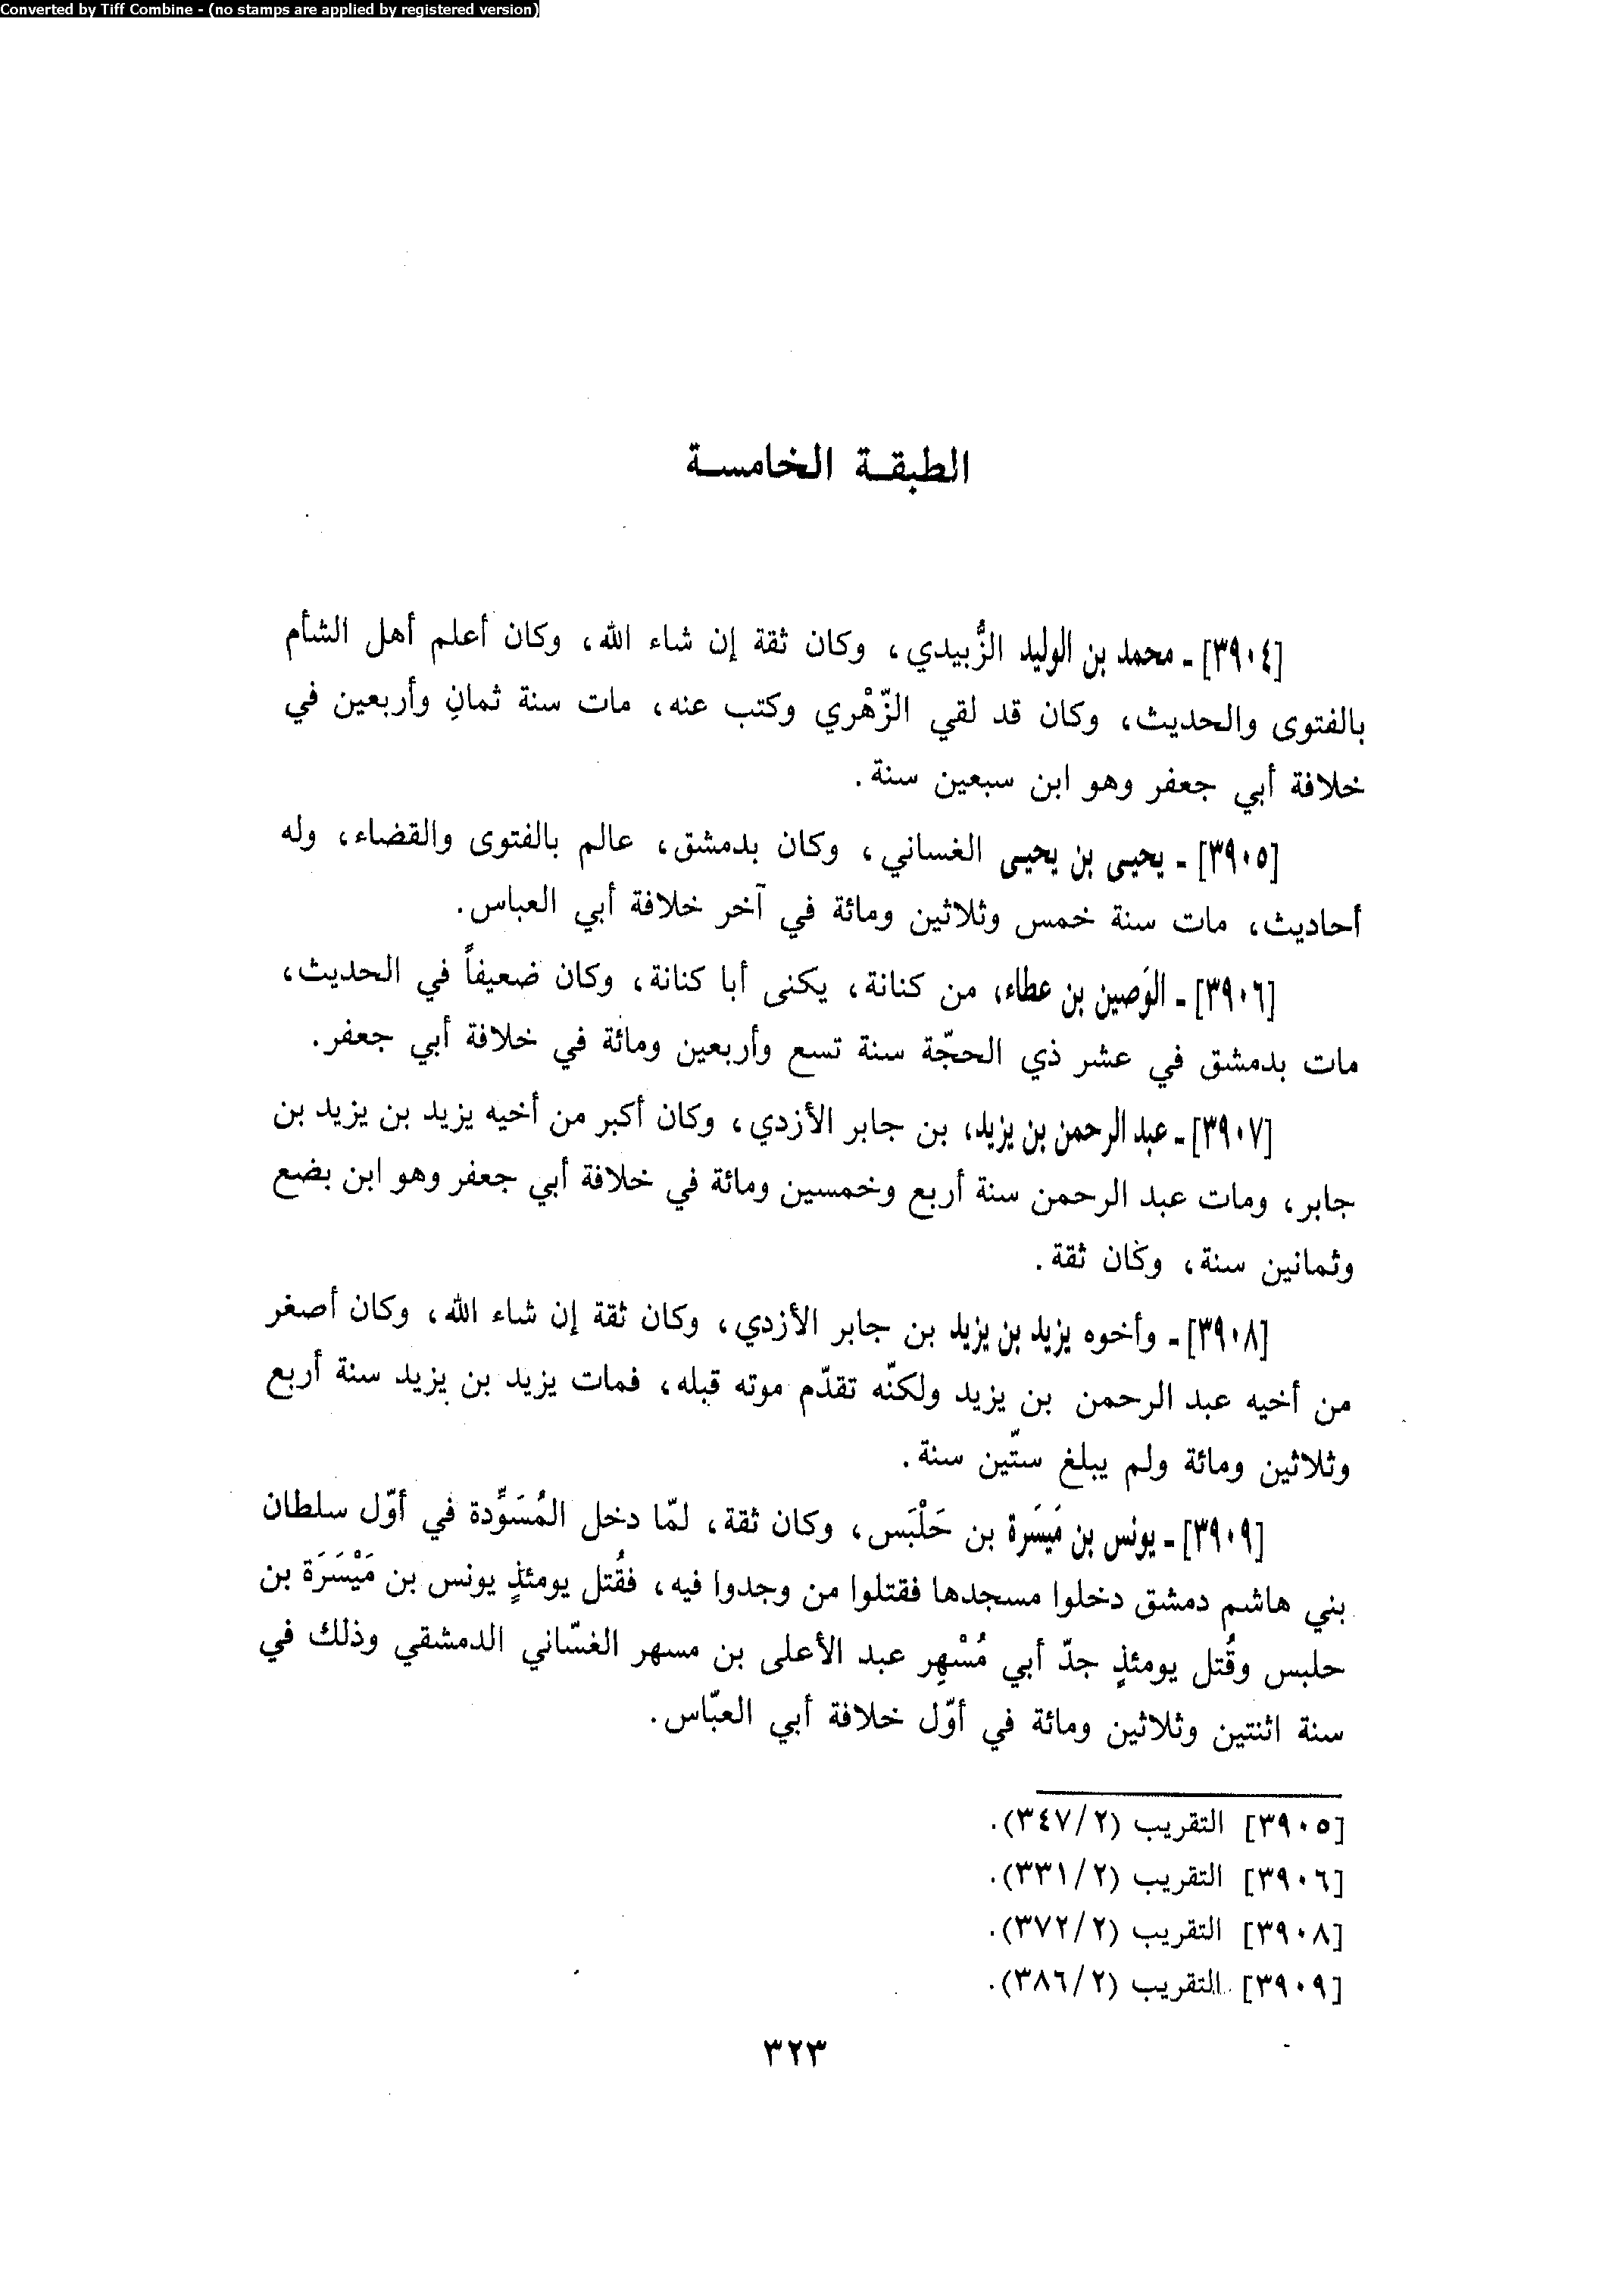 Converted by Tiff Combine - (no stamps are applied by registered version)
الطبقة الخامسة
[٣٩٠٤] ـ محمد بن الوليد الزُّبيدي، وكان ثقة إن شاء الله، وكان أعلم أهل الشأم
بالفتوى والحديث، وكان قد لقي الزّهْري وكتب عنه، مات سنة ثمانِ وأربعين في
خلافة أبي جعفر وهو ابن سبعين سنة.
[٣٩٠٥] ـ يحيى بن يحيى الغساني، وكان بدمشق، عالم بالفتوى والقضاء، وله
أحاديث، مات سنة خمس وثلاثين ومائة في آخر خلافة أبي العباس.
[٣٩٠٦] ـ الوَصين بن عطاء، من كنانة، يكنى أبا كنانة، وكان ضعيفاً في الحديث،
مات بدمشق في عشر ذي الحجّة سنة تسع وأربعين ومائة في خلافة أبي جعفر.
[٣٩٠٧] ـ عبد الرحمن بن يزيد، بن جابر الأزدي، وكان أكبر من أخيه يزيد بن يزيد بن
جابر، ومات عبد الرحمن سنة أربع وخمسين ومائة في خلافة أبي جعفر وهو ابن بضع
وثمانين سنة، وكان ثقة.
[٣٩٠٨] ـ وأخوه يزيد بن يزيد بن جابر الأزدي، وكان ثقة إن شاء الله، وكان أصغر
من أخيه عبد الرحمن بن يزيد ولكنّه تقدّم موته قبله، فمات يزيد بن يزيد سنة أربع
وثلاثين ومائة ولم يبلغ ستّين سنة.
[٣٩٠٩] ـ يونس بن مَيسَرة بن حَلْبَس، وكان ثقة، لمّا دخل المُسَوِّدة في أوّل سلطان
بني هاشم دمشق دخلوا مسجدها فقتلوا من وجدوا فيه، فقُتل يومئذٍ يونس بن مَيْسَرَة بن
حلبس وقُتل يومئذٍ جدّ أبي مُسْهِر عبد الأعلى بن مسهر الغسّاني الدمشقي وذلك في
سنة اثنتين وثلاثين ومائة في أوّل خلافة أبي العبّاس.
[٣٩٠٥] التقريب (٣٤٧/٢).
[٣٩٠٦] التقريب (٣٣١/٢).
[٣٩٠٨] التقريب (٣٧٢/٢).
[٣٩٠٩] التقريب (٣٨٦/٢).
٣٢٣